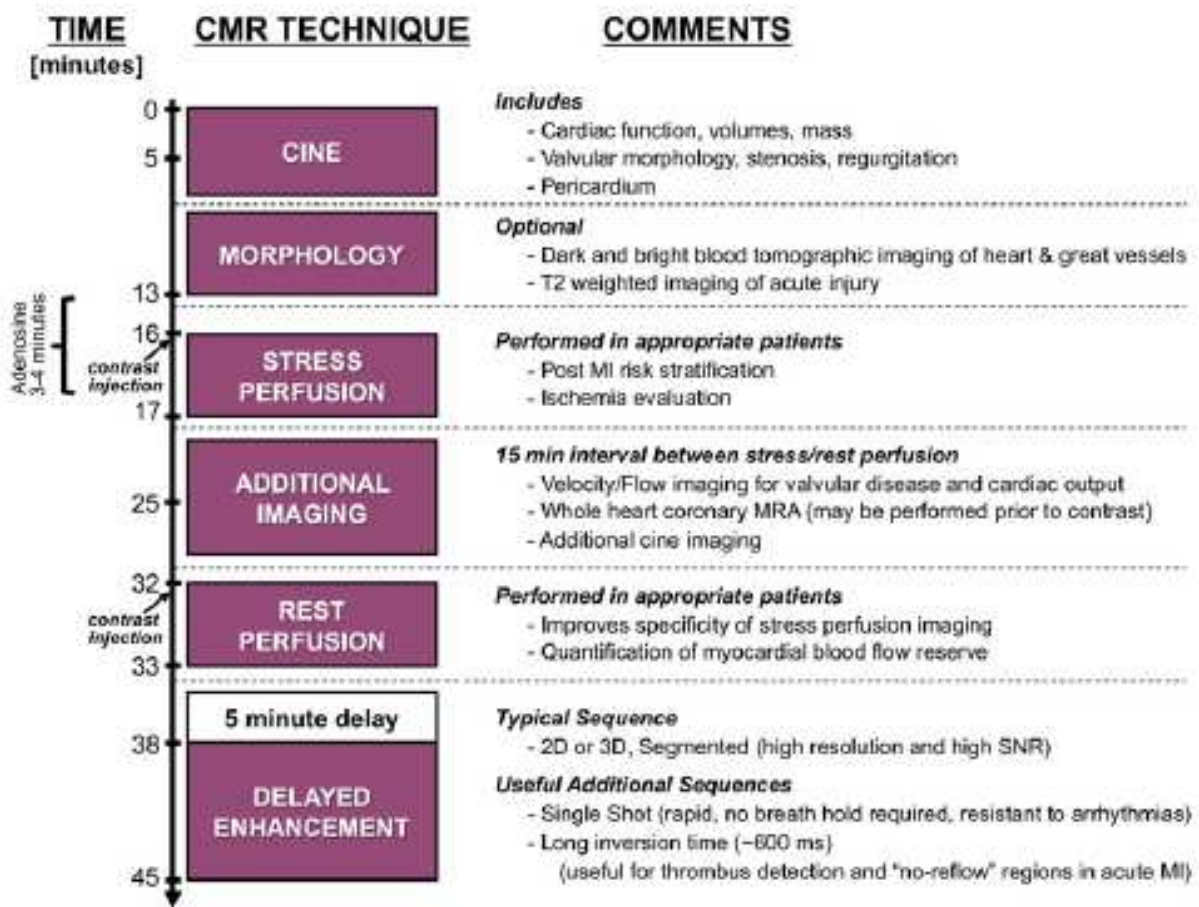 TIME CMR TECHNIQUE COMMENTS
[minutes]
0
5
CINE
Includes
- Cardiac function, volumes, mass
- Valvular morphology, stenosis, regurgitation
- Pericardium
MORPHOLOGY
13
Optional
- Dark and bright blood tomographic imaging of heart & great vessels
- T2 weighted imaging of acute injury
Adenosine
3-4 minutes
16
contrast
injection
17
STRESS
PERFUSION
Performed in appropriate patients
- Post MI risk stratification
- Ischemia evaluation
25
ADDITIONAL
IMAGING
15 min interval between stress/rest perfusion
- Velocity/Flow imaging for valvular disease and cardiac output
- Whole heart coronary MRA (may be performed prior to contrast)
- Additional cine imaging
32
contrast
injection
33
REST
PERFUSION
Performed in appropriate patients
- Improves specificity of stress perfusion imaging
- Quantification of myocardial blood flow reserve
5 minute delay
38
DELAYED
ENHANCEMENT
45
Typical Sequence
- 2D or 3D, Segmented (high resolution and high SNR)
Useful Additional Sequences
- Single Shot (rapid, no breath hold required, resistant to arrhythmias)
- Long inversion time (~600 ms)
(useful for thrombus detection and "no-reflow" regions in acute MI)